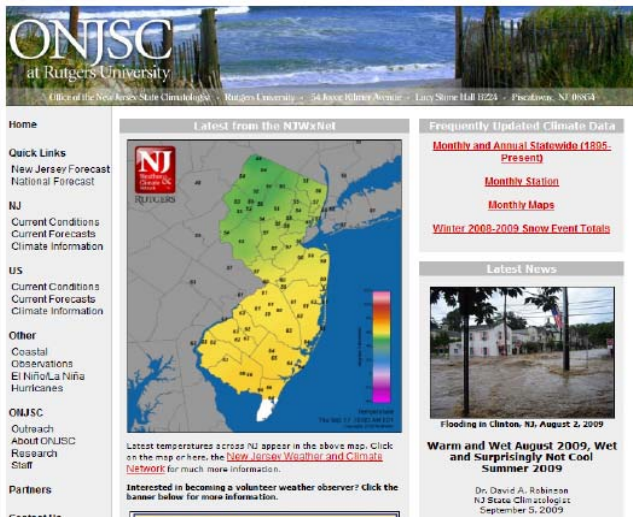 ONJSC
at Rutgers University
Office of the New Jersey State Climatologist - Rutgers University - 54 Joyce Kilmer Avenue - Lucy Stone Hall B224 - Piscataway, NJ 08854
Home
Quick Links
New Jersey Forecast
National Forecast
NJ
Current Conditions
Current Forecasts
Climate Information
US
Current Conditions
Current Forecasts
Climate Information
Other
Coastal
Observations
El Niño/La Niña
Hurricanes
ONJSC
Outreach
About ONJSC
Research
Staff
Partners
Contact Us
Latest from the NJWxNet
NJ
Weather
Climate
RUTGERS
Latest temperatures across NJ appear in the above map. Click
on the map or here, the New Jersey Weather and Climate
Network for much more information.
Interested in becoming a volunteer weather observer? Click the
banner below for more information.
Frequently Updated Climate Data
Monthly and Annual Statewide (1895-
Present)
Monthly Station
Monthly Maps
Winter 2008-2009 Snow Event Totals
Latest News
Flooding in Clinton, NJ, August 2, 2009
Warm and Wet August 2009, Wet
and Surprisingly Not Cool
Summer 2009
Dr. David A. Robinson
NJ State Climatologist
September 5, 2009